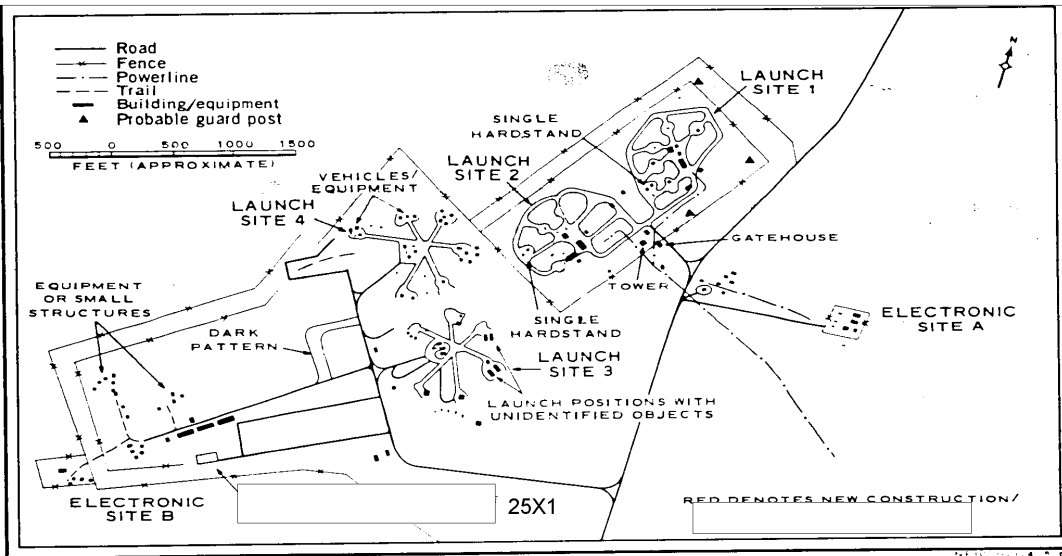 Road
Fence
Powerline
Trail
Building/equipment
Probable guard post
500 0 500 1000 1500
FEET (APPROXIMATE)
N
LAUNCH
SITE 1
SINGLE
HARDSTAND
LAUNCH
SITE 2
VEHICLES/
EQUIPMENT
LAUNCH
SITE 4
GATEHOUSE
TOWER
EQUIPMENT
OR SMALL
STRUCTURES
ELECTRONIC
SITE A
SINGLE
HARDSTAND
DARK
PATTERN
LAUNCH
SITE 3
LAUNCH POSITIONS WITH
UNIDENTIFIED OBJECTS
ELECTRONIC
SITE B
25X1
RED DENOTES NEW CONSTRUCTION/